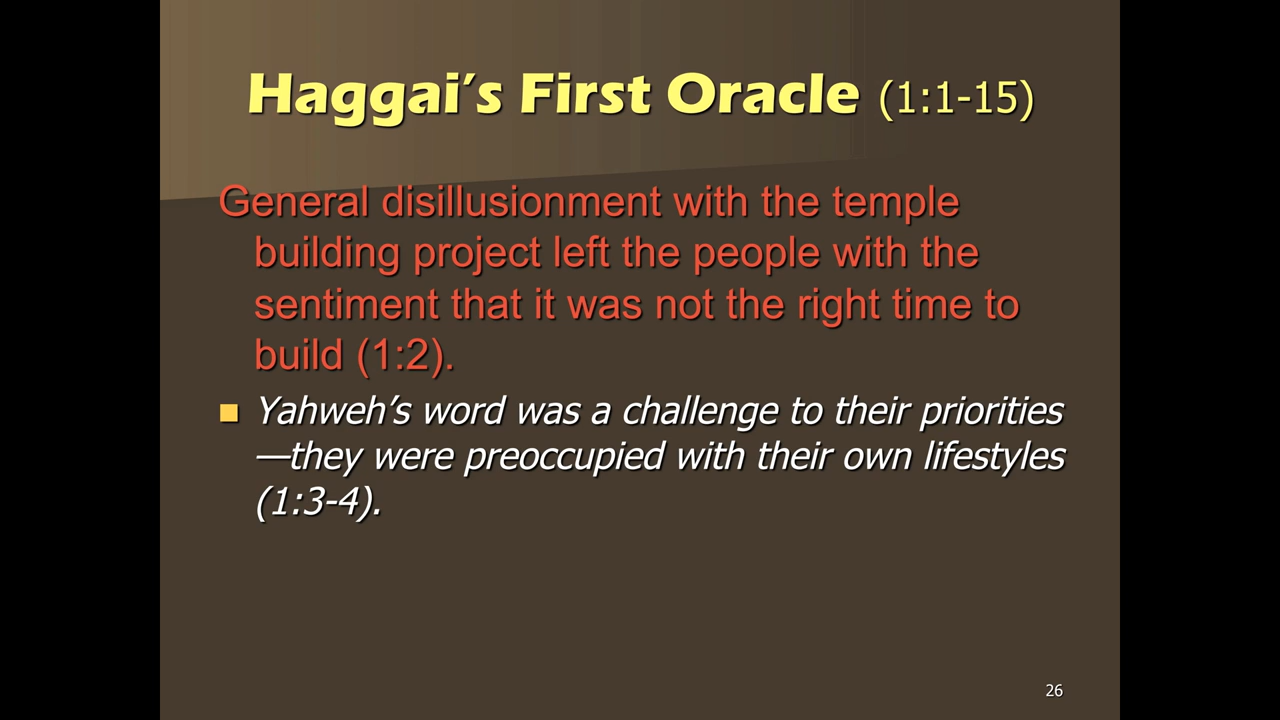 Haggai’s First Oracle (1:1-15)
General disillusionment with the temple
building project left the people with the
sentiment that it was not the right time to
build (1:2).
Yahweh’s word was a challenge to their priorities
—they were preoccupied with their own lifestyles
(1:3-4).
26